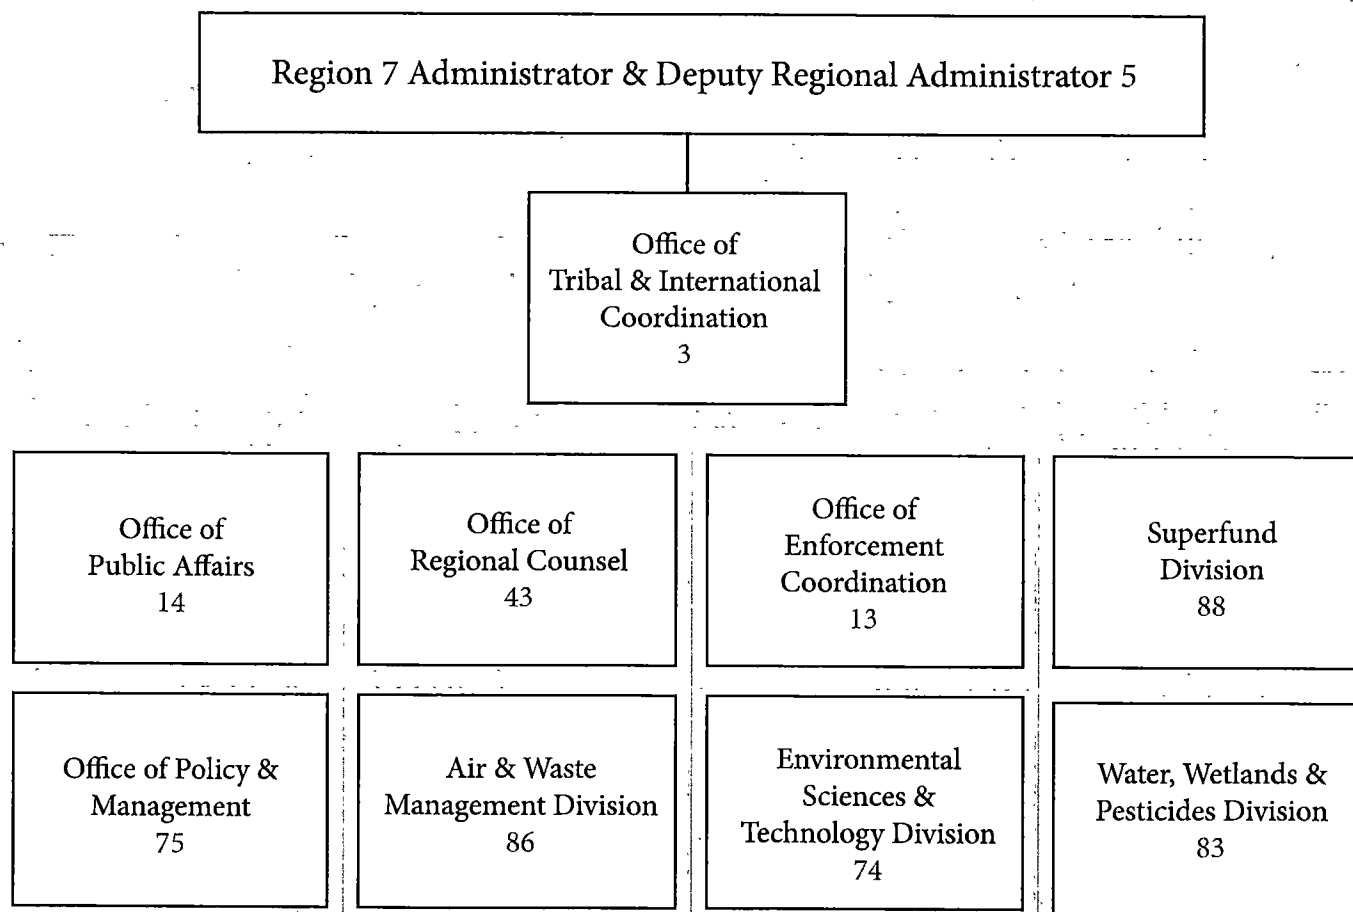 Region 7 Administrator & Deputy Regional Administrator 5
Office of
Tribal & International
Coordination
3
Office of
Public Affairs
14
Office of
Regional Counsel
43
Office of
Enforcement
Coordination
13
Superfund
Division
88
Office of Policy &
Management
75
Air & Waste
Management Division
86
Environmental
Sciences &
Technology Division
74
Water, Wetlands &
Pesticides Division
83